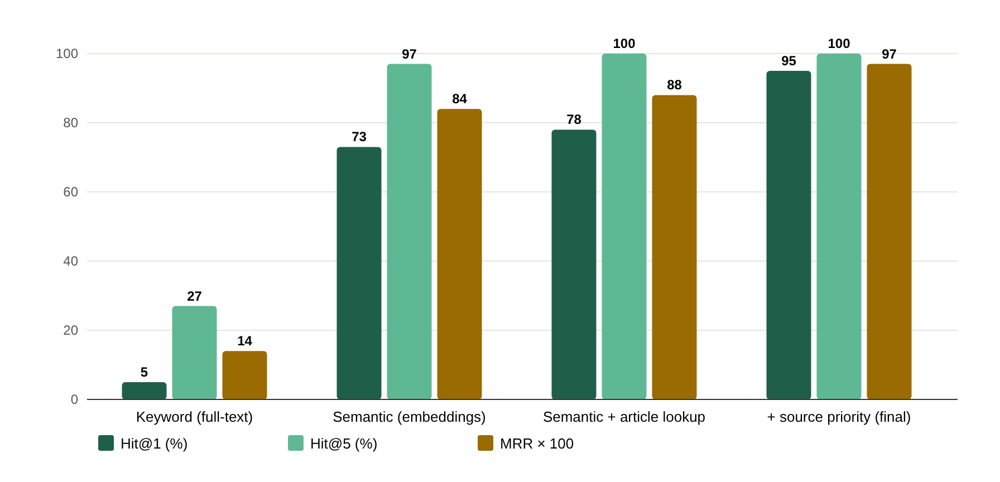 100
80
60
40
20
0
5
27
14
73
97
84
78
100
88
95
100
97
Keyword (full-text)
Semantic (embeddings)
Semantic + article lookup
+ source priority (final)
Hit@1 (%)
Hit@5 (%)
MRR × 100